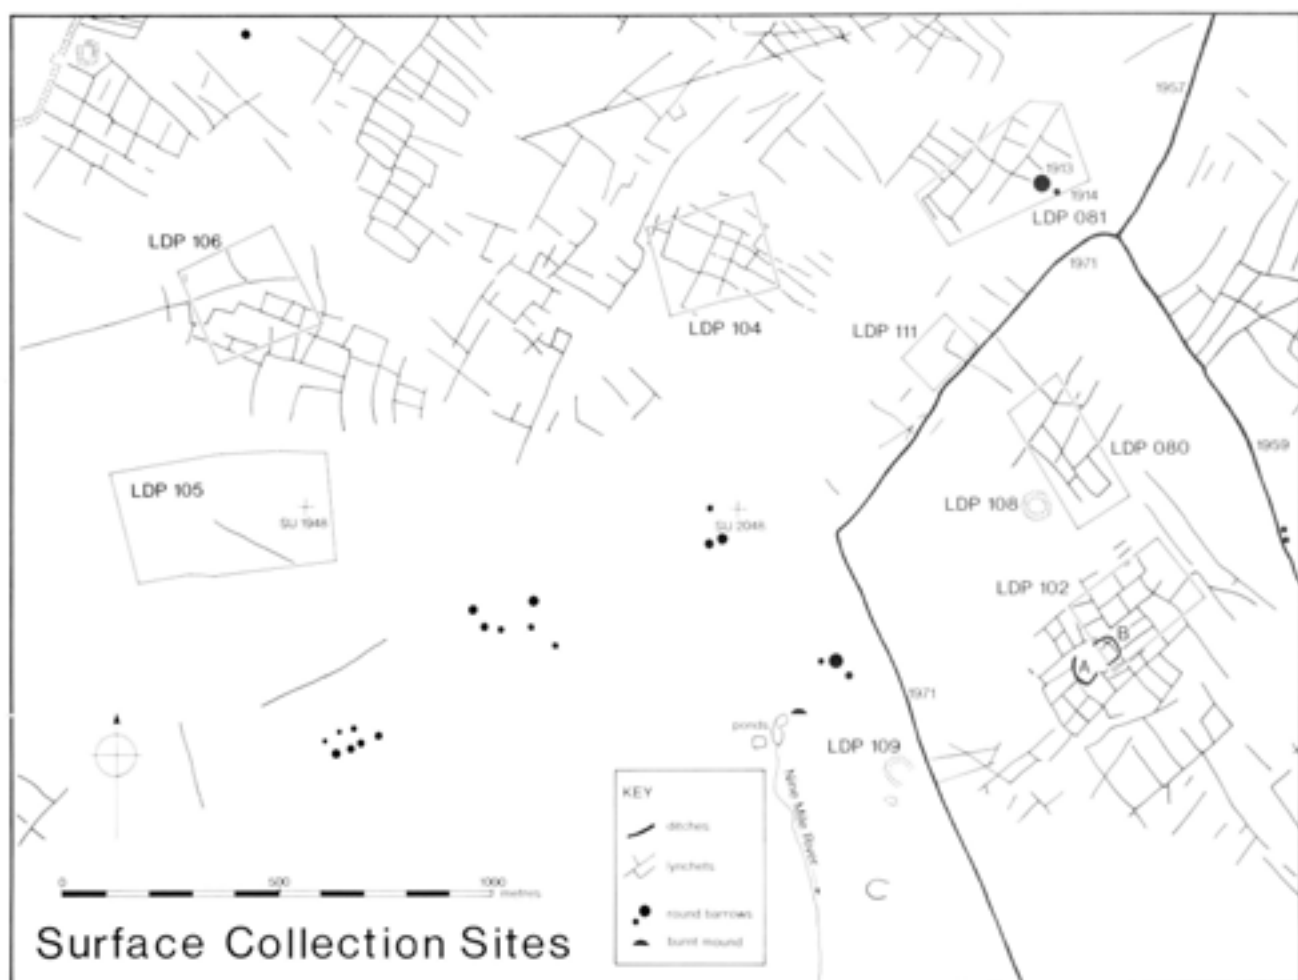 1957
1913
1914
LDP 081
LDP 106
1971
LDP 104
LDP 111
1959
LDP 080
LDP 105
LDP 108
SU 1948
SU 2048
LDP 102
B
A
1971
ponds
LDP 109
Nine Mile River
KEY
ditches
lynchets
round barrows
burnt mound
0 500 1000
metres
Surface Collection Sites